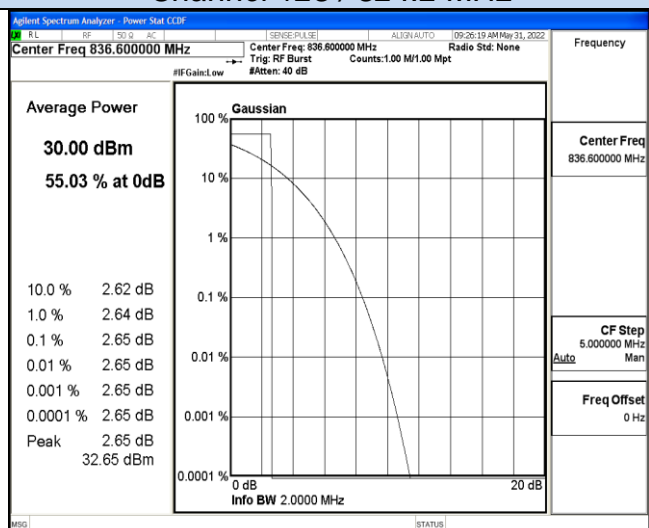 Agilent Spectrum Analyzer - Power Stat CCDF
RL RF 50 Ω AC SENSE:PULSE ALIGN AUTO 09:26:19 AM May 31, 2022
Center Freq 836.600000 MHz
Center Freq: 836.600000 MHz Radio Std: None
Trig: RF Burst Counts:1.00 M/1.00 Mpt
#IFGain:Low #Atten: 40 dB
Frequency
Average Power
30.00 dBm
55.03 % at 0dB
10.0 % 2.62 dB
1.0 % 2.64 dB
0.1 % 2.65 dB
0.01 % 2.65 dB
0.001 % 2.65 dB
0.0001 % 2.65 dB
Peak 2.65 dB
32.65 dBm
Gaussian
100 %
10 %
1 %
0.1 %
0.01 %
0.001 %
0.0001 %
0 dB 20 dB
Info BW 2.0000 MHz
Center Freq
836.600000 MHz
CF Step
5.000000 MHz
Auto Man
Freq Offset
0 Hz
MSG STATUS